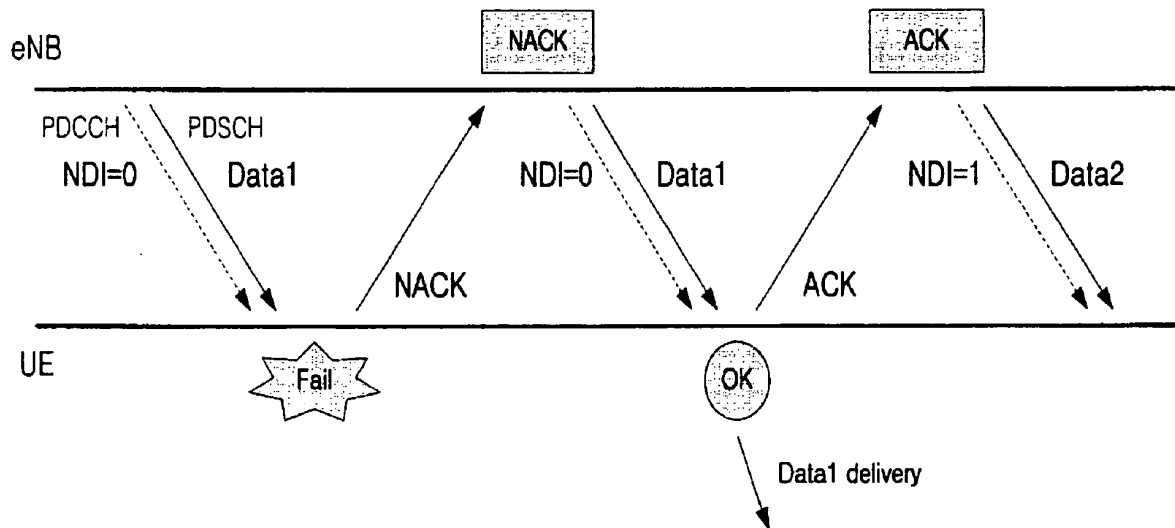 eNB
NACK
ACK
PDCCH
PDSCH
NDI=0
Data1
NDI=0
Data1
NDI=1
Data2
NACK
ACK
UE
Fail
OK
Data1 delivery